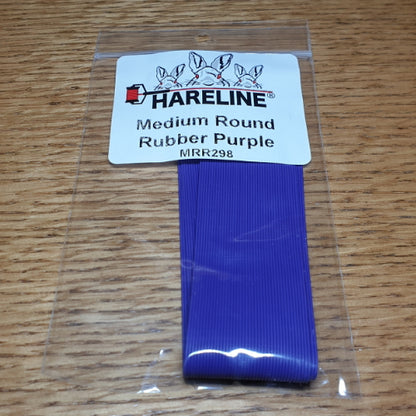 HARELINE®
Medium Round
Rubber Purple
MRR298